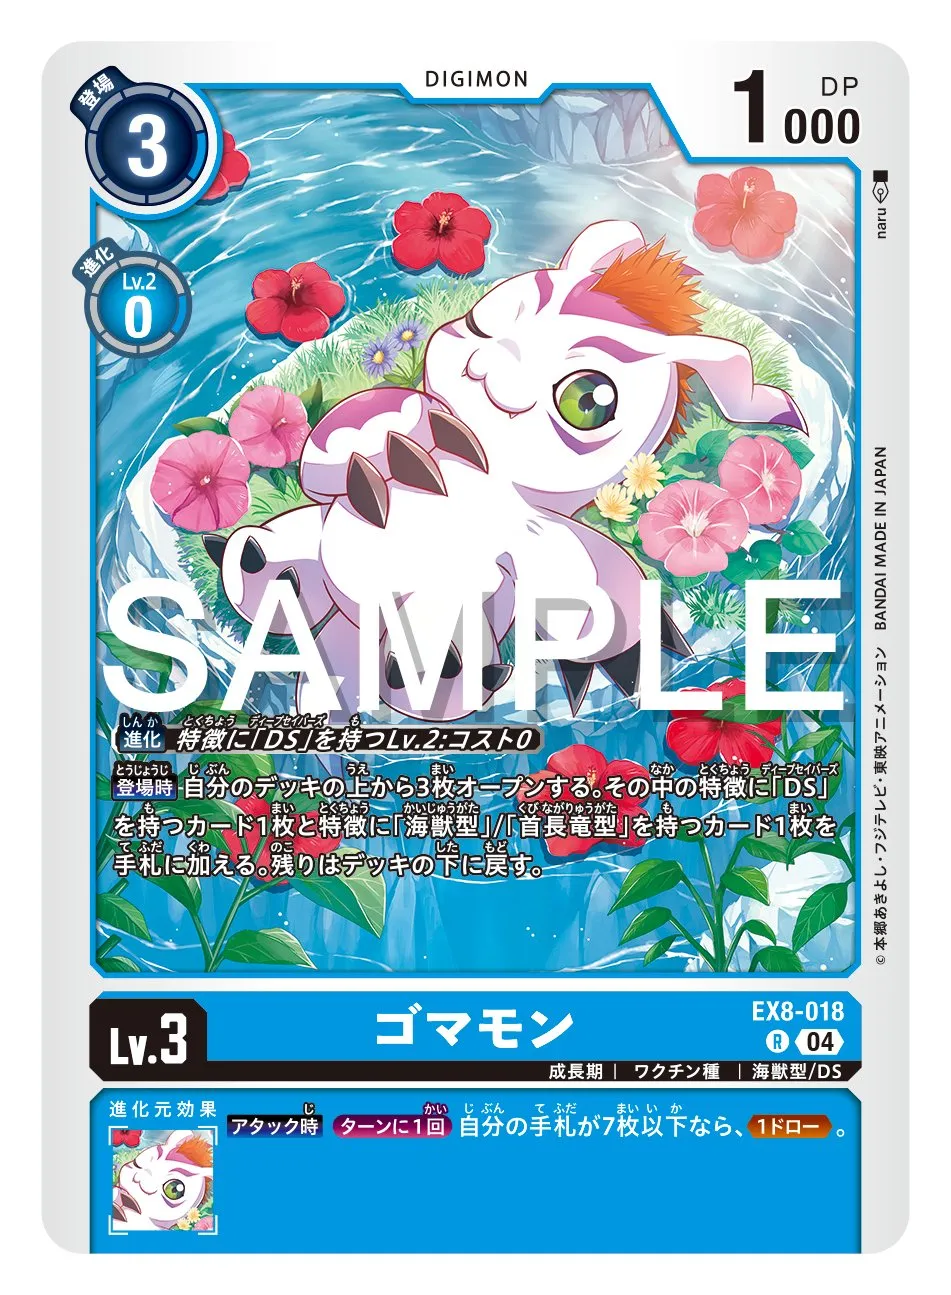 DIGIMON
登場
3
DP
1000
進化
Lv.2
0
naru
SAMPLE
進化 特徴に「DS」を持つLv.2:コスト0
登場時 自分のデッキの上から3枚オープンする。その中の特徴に「DS」
を持つカード1枚と特徴に「海獣型」/「首長竜型」を持つカード1枚を
手札に加える。残りはデッキの下に戻す。
©本郷あきよし・フジテレビ・東映アニメーション BANDAI MADE IN JAPAN
Lv.3
ゴマモン
EX8-018
R 04
成長期 | ワクチン種 | 海獣型/DS
進化元効果
アタック時 ターンに1回 自分の手札が7枚以下なら、1ドロー。